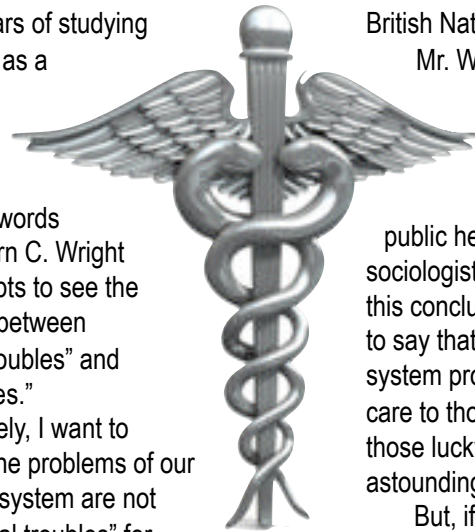 ars of studying
as a
words
rn C. Wright
pts to see the
between
oubles” and
es.”
ely, I want to
he problems of our
system are not
al troubles” for
British Nat
Mr. W
public he
sociologist
this conclu
to say that
system pro
care to tho
those luck
astounding
But, if